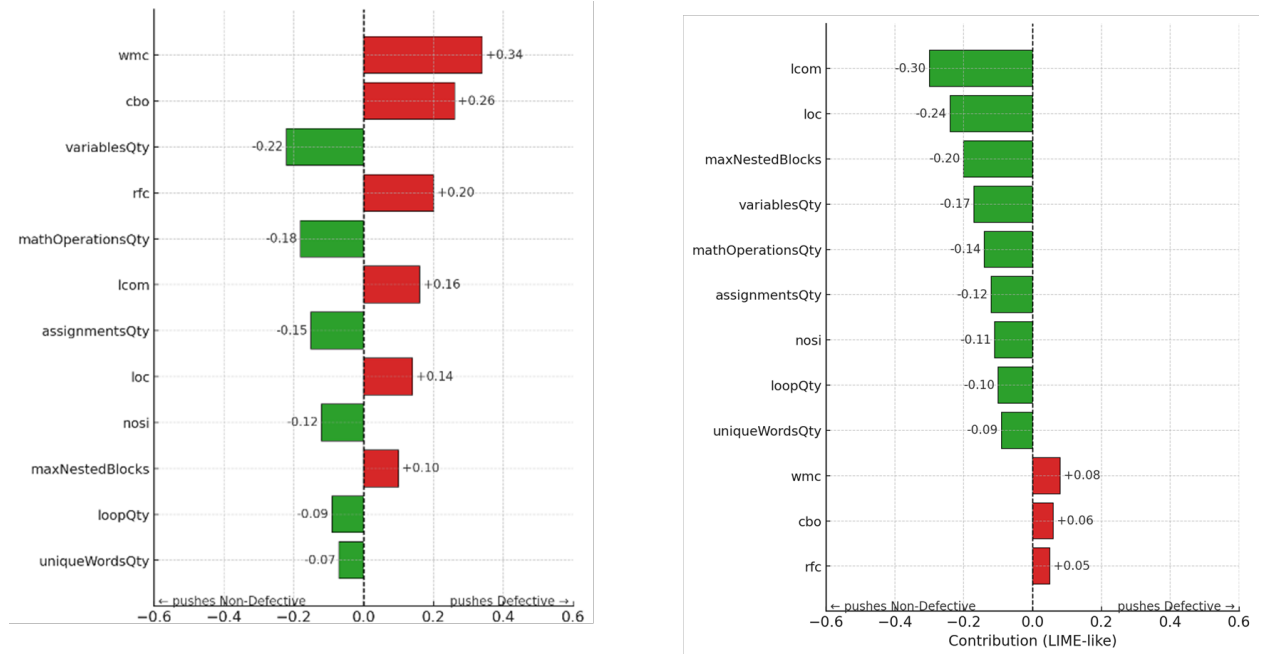 wmc +0.34
cbo +0.26
variablesQty -0.22
rfc +0.20
mathOperationsQty -0.18
lcom +0.16
assignmentsQty -0.15
loc +0.14
nosi -0.12
maxNestedBlocks +0.10
loopQty -0.09
uniqueWordsQty -0.07
← pushes Non-Defective pushes Defective →
−0.6 −0.4 −0.2 0.0 0.2 0.4 0.6
lcom -0.30
loc -0.24
maxNestedBlocks -0.20
variablesQty -0.17
mathOperationsQty -0.14
assignmentsQty -0.12
nosi -0.11
loopQty -0.10
uniqueWordsQty -0.09
wmc +0.08
cbo +0.06
rfc +0.05
← pushes Non-Defective pushes Defective →
−0.6 −0.4 −0.2 0.0 0.2 0.4 0.6
Contribution (LIME-like)